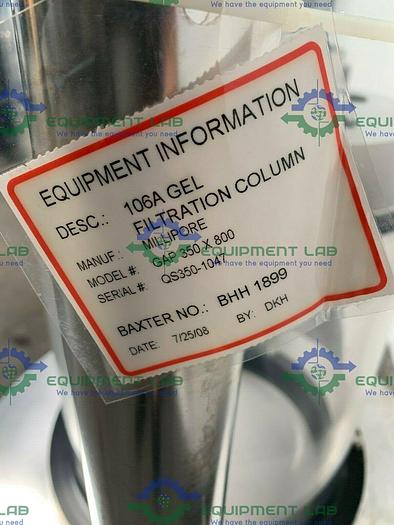 EQUIPMENT INFORMATION
DESC.: 106A GEL
FILTRATION COLUMN
MANUF.: MILLIPORE
MODEL #: GAP 350 X 800
SERIAL #: QS350-1047
BAXTER NO.: BHH 1899
DATE: 7/25/08 BY: DKH
EQUIPMENT LAB
We have the equipment you need